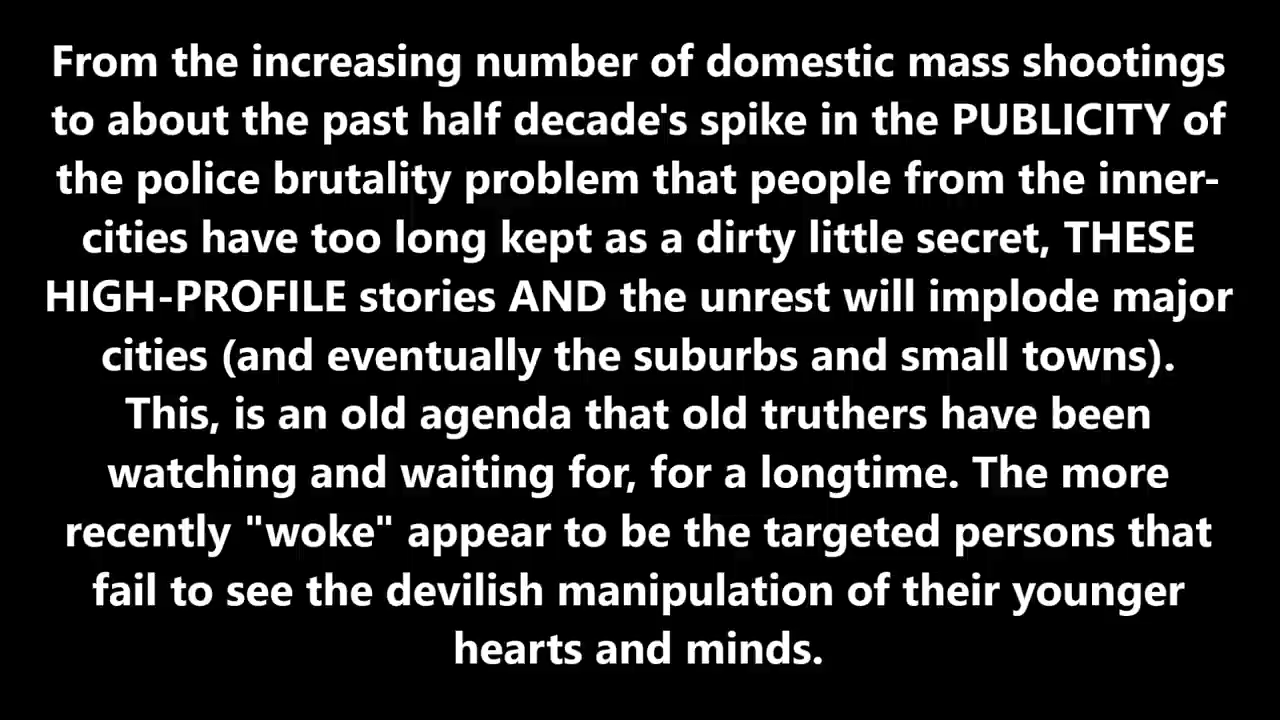 From the increasing number of domestic mass shootings
to about the past half decade's spike in the PUBLICITY of
the police brutality problem that people from the inner-
cities have too long kept as a dirty little secret, THESE
HIGH-PROFILE stories AND the unrest will implode major
cities (and eventually the suburbs and small towns).
This, is an old agenda that old truthers have been
watching and waiting for, for a longtime. The more
recently "woke" appear to be the targeted persons that
fail to see the devilish manipulation of their younger
hearts and minds.